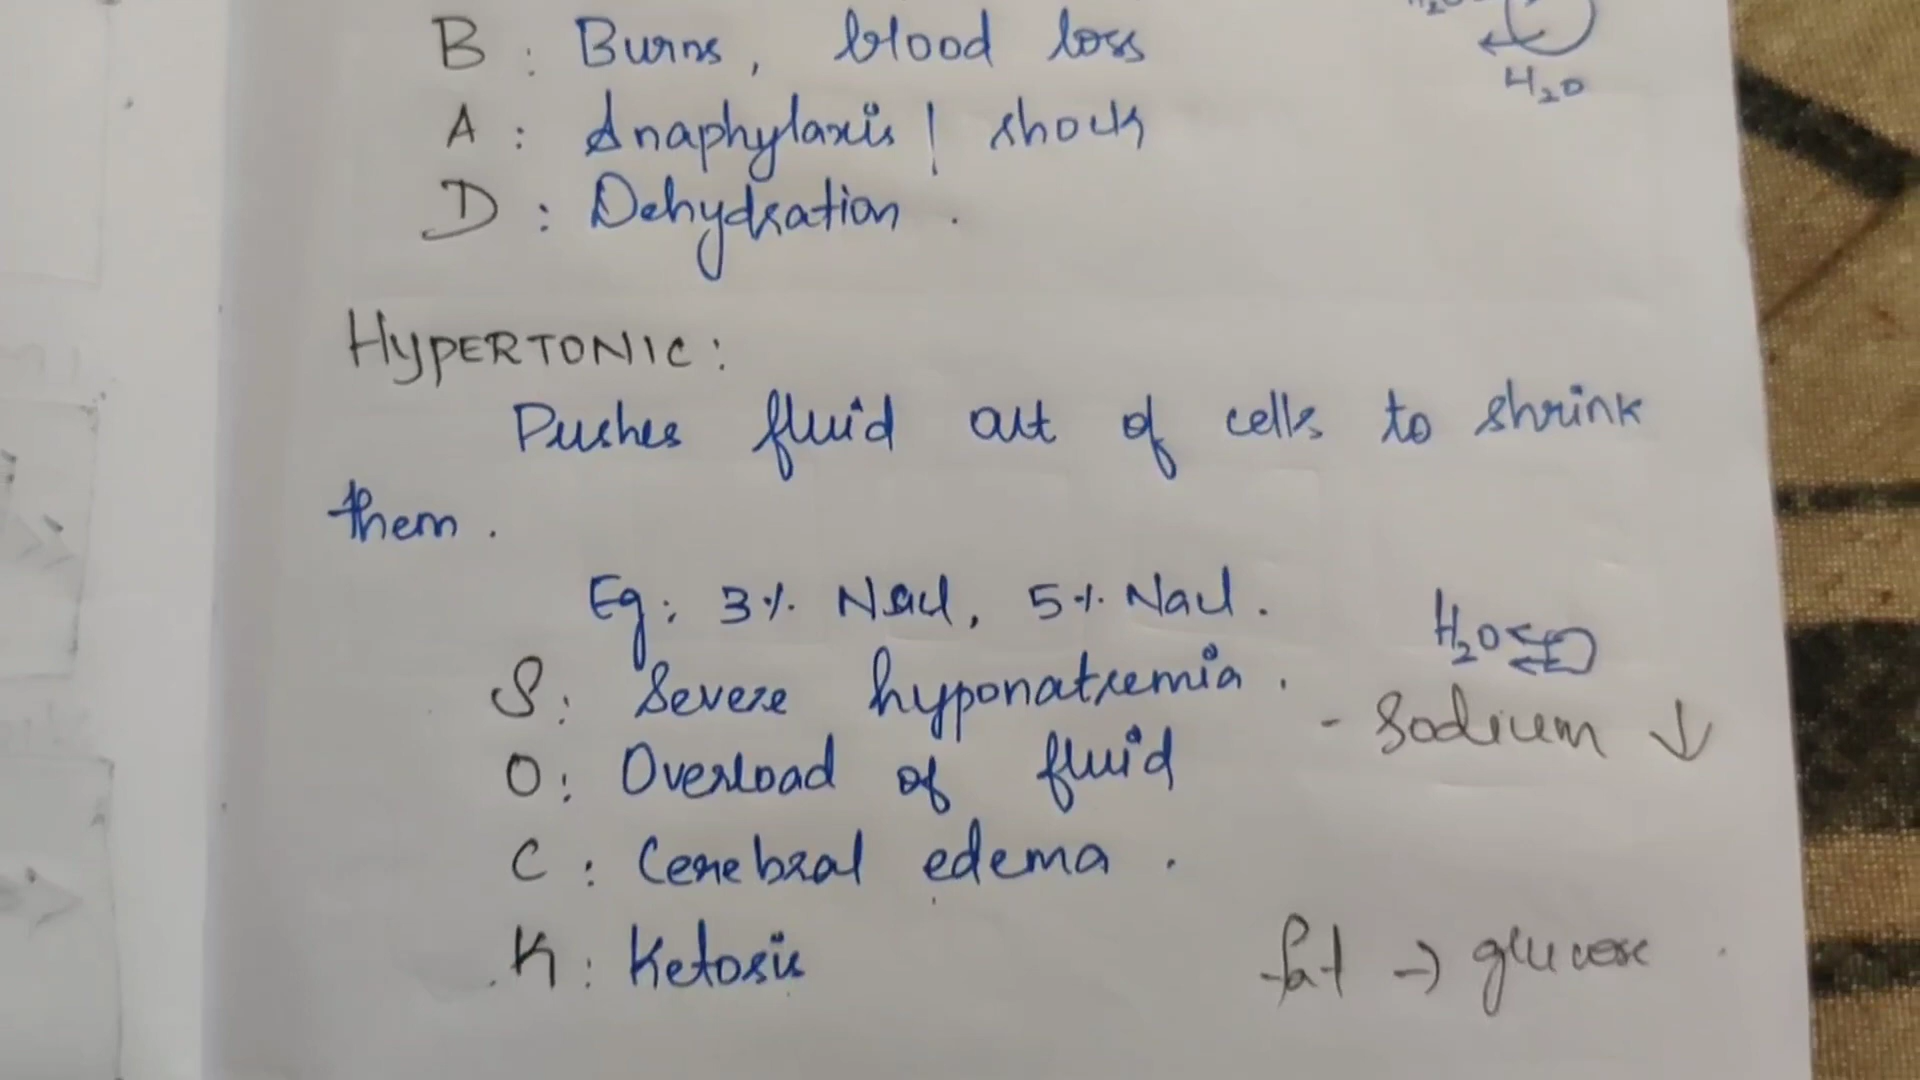 H₂O
B : Burns, blood loss
H₂O
A : Anaphylaxis / shock
D : Dehydration .
HYPERTONIC :
Pushes fluid out of cells to shrink
them .
Eg : 3% Nacl, 5% Nacl .
H₂O
S : Severe hyponatremia .
- Sodium ↓
O : Overload of fluid
C : Cerebral edema .
K : Ketosis
fat → glucose